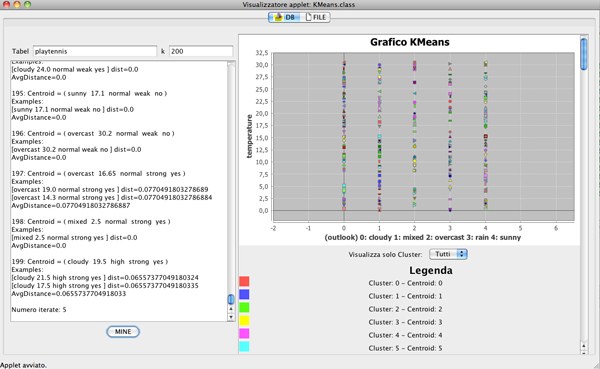 Visualizzatore applet: KMeans.class
DB FILE
Tabel playtennis k 200
Examples:
[cloudy 24.0 normal weak yes ] dist=0.0
AvgDistance=0.0
195: Centroid = ( sunny 17.1 normal weak no )
Examples:
[sunny 17.1 normal weak no ] dist=0.0
AvgDistance=0.0
196: Centroid = ( overcast 30.2 normal weak no )
Examples:
[overcast 30.2 normal weak no ] dist=0.0
AvgDistance=0.0
197: Centroid = ( overcast 16.65 normal strong yes )
Examples:
[overcast 19.0 normal strong yes ] dist=0.0770491803278689
[overcast 14.3 normal strong yes ] dist=0.07704918032786884
AvgDistance=0.07704918032786887
198: Centroid = ( mixed 2.5 normal strong yes )
Examples:
[mixed 2.5 normal strong yes ] dist=0.0
AvgDistance=0.0
199: Centroid = ( cloudy 19.5 high strong yes )
Examples:
[cloudy 21.5 high strong yes ] dist=0.06557377049180324
[cloudy 17.5 high strong yes ] dist=0.06557377049180335
AvgDistance=0.0655737704918033
Numero iterate: 5
MINE
Grafico KMeans
temperature
32,5
30,0
27,5
25,0
22,5
20,0
17,5
15,0
12,5
10,0
7,5
5,0
2,5
0,0
-2 -1 0 1 2 3 4 5 6
(outlook) 0: cloudy 1: mixed 2: overcast 3: rain 4: sunny
Visualizza solo Cluster: Tutti
Legenda
Cluster: 0 - Centroid: 0
Cluster: 1 - Centroid: 1
Cluster: 2 - Centroid: 2
Cluster: 3 - Centroid: 3
Cluster: 4 - Centroid: 4
Cluster: 5 - Centroid: 5
Applet avviato.